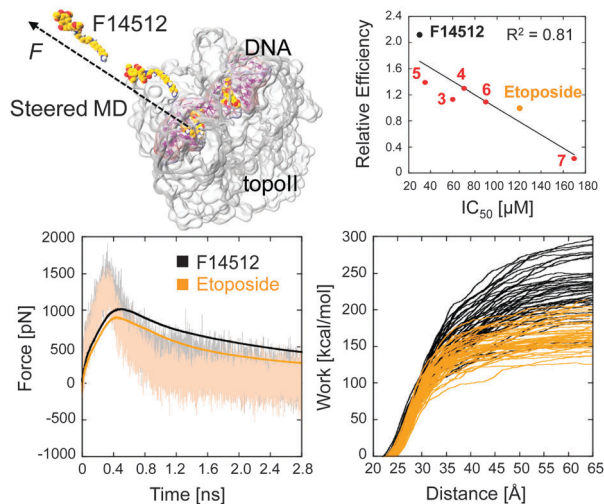 F14512
F
DNA
Steered MD
topoII
Relative Efficiency
2.4
2.0
1.6
1.2
0.8
0.4
0
F14512
R² = 0.81
5
4
3
6
Etoposide
7
20 40 60 80 100 120 140 160 180
IC₅₀ [µM]
Force [pN]
2000
1500
1000
500
0
-500
-1000
F14512
Etoposide
0 0.4 0.8 1.2 1.6 2.0 2.4 2.8
Time [ns]
Work [kcal/mol]
300
250
200
150
100
50
0
20 25 30 35 40 45 50 55 60 65
Distance [Å]